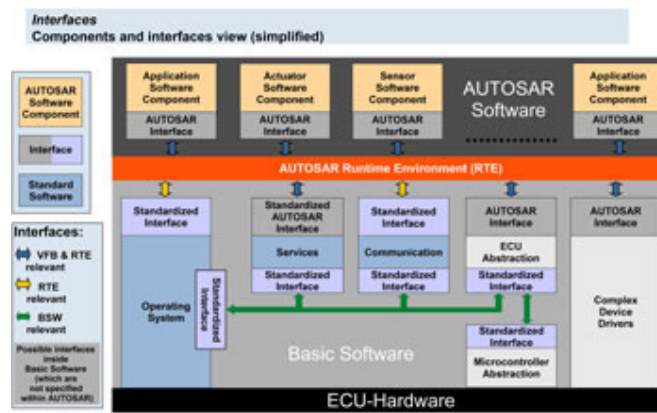 Interfaces
Components and interfaces view (simplified)
AUTOSAR
Software
Component
Interface
Standard
Software
Interfaces:
VFB & RTE
relevant
RTE
relevant
BSW
relevant
Possible interfaces
inside
Basic Software
(which are
not specified
within AUTOSAR)
Application
Software
Component
AUTOSAR
Interface
Actuator
Software
Component
AUTOSAR
Interface
Sensor
Software
Component
AUTOSAR
Interface
AUTOSAR
Software
Application
Software
Component
AUTOSAR
Interface
AUTOSAR Runtime Environment (RTE)
Standardized
Interface
Operating
System
Standardized
Interface
Standardized
AUTOSAR
Interface
Services
Standardized
Interface
Standardized
Interface
Communication
Standardized
Interface
AUTOSAR
Interface
ECU
Abstraction
Standardized
Interface
Standardized
Interface
Microcontroller
Abstraction
AUTOSAR
Interface
Complex
Device
Drivers
Basic Software
ECU-Hardware